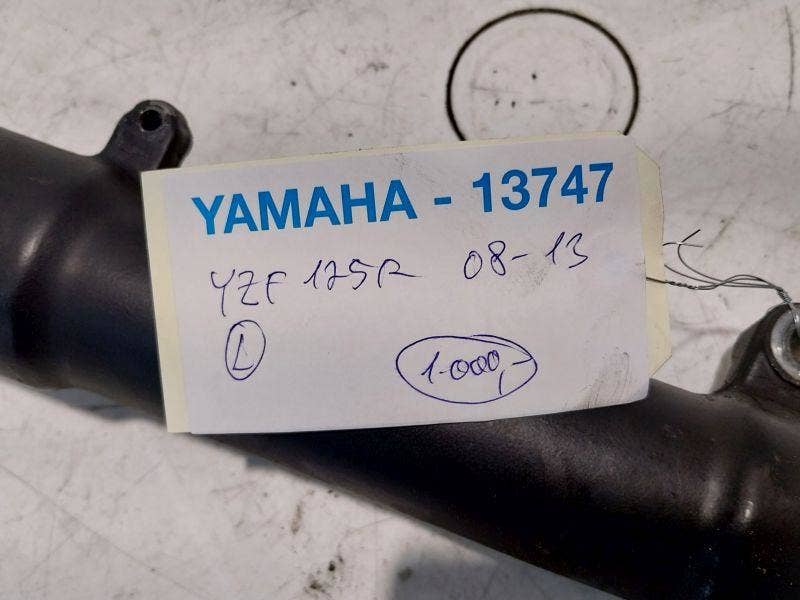 YAMAHA - 13747
YZF 125R 08-13
L
1.000,-